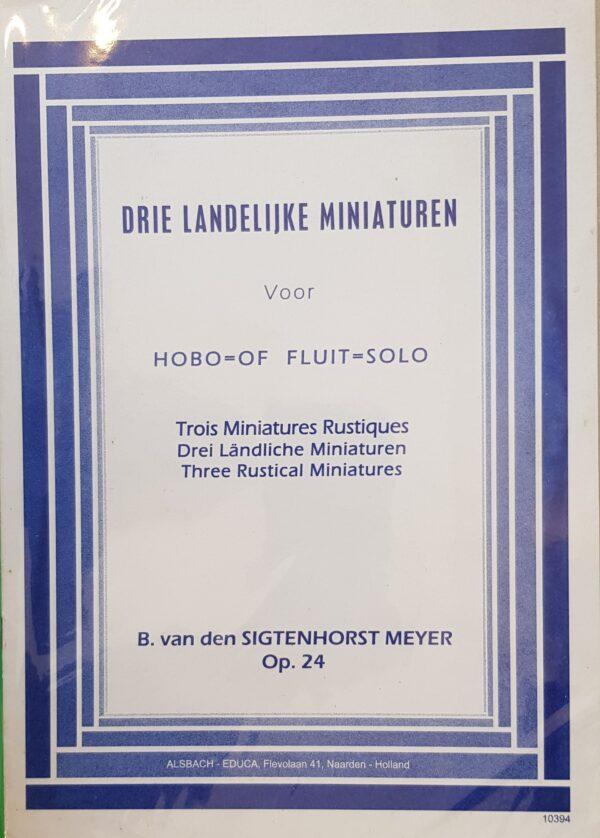 DRIE LANDELIJKE MINIATUREN
Voor
HOBO=OF FLUIT=SOLO
Trois Miniatures Rustiques
Drei Ländliche Miniaturen
Three Rustical Miniatures
B. van den SIGTENHORST MEYER
Op. 24
ALSBACH - EDUCA, Flevolaan 41, Naarden - Holland
10394